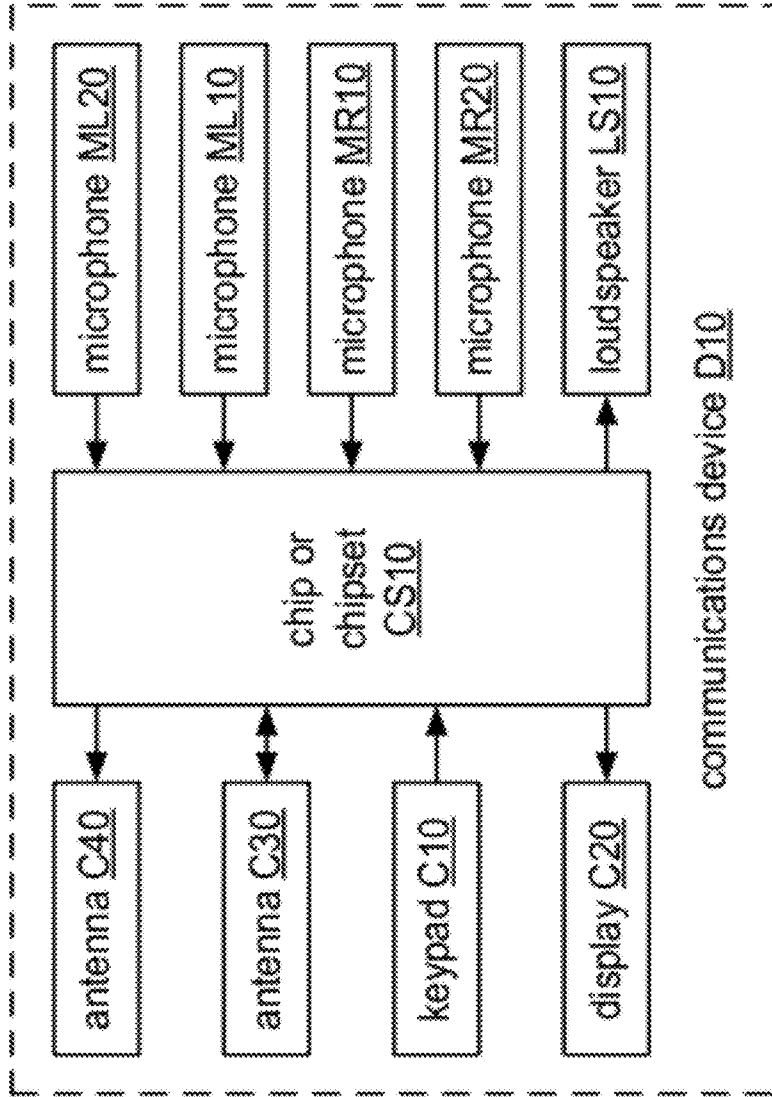 antenna C40
antenna C30
keypad C10
display C20
chip or
chipset
CS10
microphone ML20
microphone ML10
microphone MR10
microphone MR20
loudspeaker LS10
communications device D10